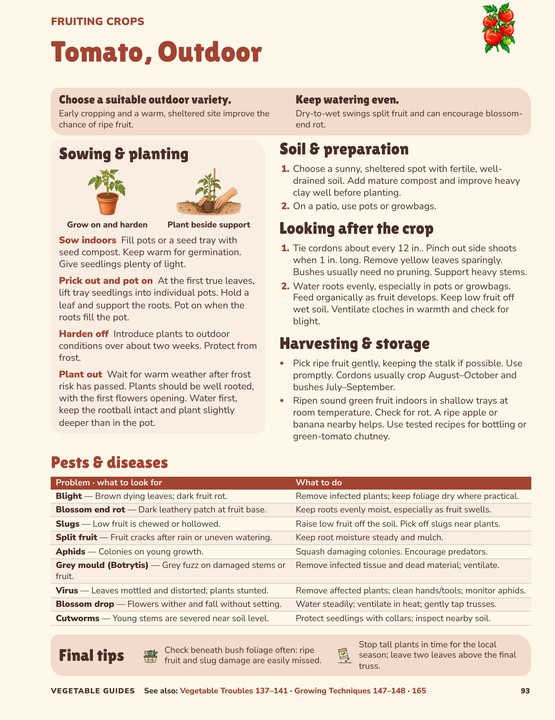 FRUITING CROPS
Tomato, Outdoor
Choose a suitable outdoor variety.
Early cropping and a warm, sheltered site improve the
chance of ripe fruit.
Keep watering even.
Dry-to-wet swings split fruit and can encourage blossom-
end rot.
Sowing & planting
Grow on and harden
Plant beside support
Sow indoors Fill pots or a seed tray with
seed compost. Keep warm for germination.
Give seedlings plenty of light.
Prick out and pot on At the first true leaves,
lift tray seedlings into individual pots. Hold a
leaf and support the roots. Pot on when the
roots fill the pot.
Harden off Introduce plants to outdoor
conditions over about two weeks. Protect from
frost.
Plant out Wait for warm weather after frost
risk has passed. Plants should be well rooted,
with the first flowers opening. Water first,
keep the rootball intact and plant slightly
deeper than in the pot.
Soil & preparation
1. Choose a sunny, sheltered spot with fertile, well-
drained soil. Add mature compost and improve heavy
clay well before planting.
2. On a patio, use pots or growbags.
Looking after the crop
1. Tie cordons about every 12 in.. Pinch out side shoots
when 1 in. long. Remove yellow leaves sparingly.
Bushes usually need no pruning. Support heavy stems.
2. Water roots evenly, especially in pots or growbags.
Feed organically as fruit develops. Keep low fruit off
wet soil. Ventilate cloches in warmth and check for
blight.
Harvesting & storage
• Pick ripe fruit gently, keeping the stalk if possible. Use
promptly. Cordons usually crop August–October and
bushes July–September.
• Ripen sound green fruit indoors in shallow trays at
room temperature. Check for rot. A ripe apple or
banana nearby helps. Use tested recipes for bottling or
green-tomato chutney.
Pests & diseases
Problem · what to look for What to do
Blight — Brown dying leaves; dark fruit rot. Remove infected plants; keep foliage dry where practical.
Blossom end rot — Dark leathery patch at fruit base. Keep roots evenly moist, especially as fruit swells.
Slugs — Low fruit is chewed or hollowed. Raise low fruit off the soil. Pick off slugs near plants.
Split fruit — Fruit cracks after rain or uneven watering. Keep root moisture steady and mulch.
Aphids — Colonies on young growth. Squash damaging colonies. Encourage predators.
Grey mould (Botrytis) — Grey fuzz on damaged stems or Remove infected tissue and dead material; ventilate.
fruit.
Virus — Leaves mottled and distorted; plants stunted. Remove affected plants; clean hands/tools; monitor aphids.
Blossom drop — Flowers wither and fall without setting. Water steadily; ventilate in heat; gently tap trusses.
Cutworms — Young stems are severed near soil level. Protect seedlings with collars; inspect nearby soil.
Final tips
Check beneath bush foliage often: ripe
fruit and slug damage are easily missed.
Stop tall plants in time for the local
season; leave two leaves above the final
truss.
VEGETABLE GUIDES See also: Vegetable Troubles 137–141 · Growing Techniques 147–148 · 165 93